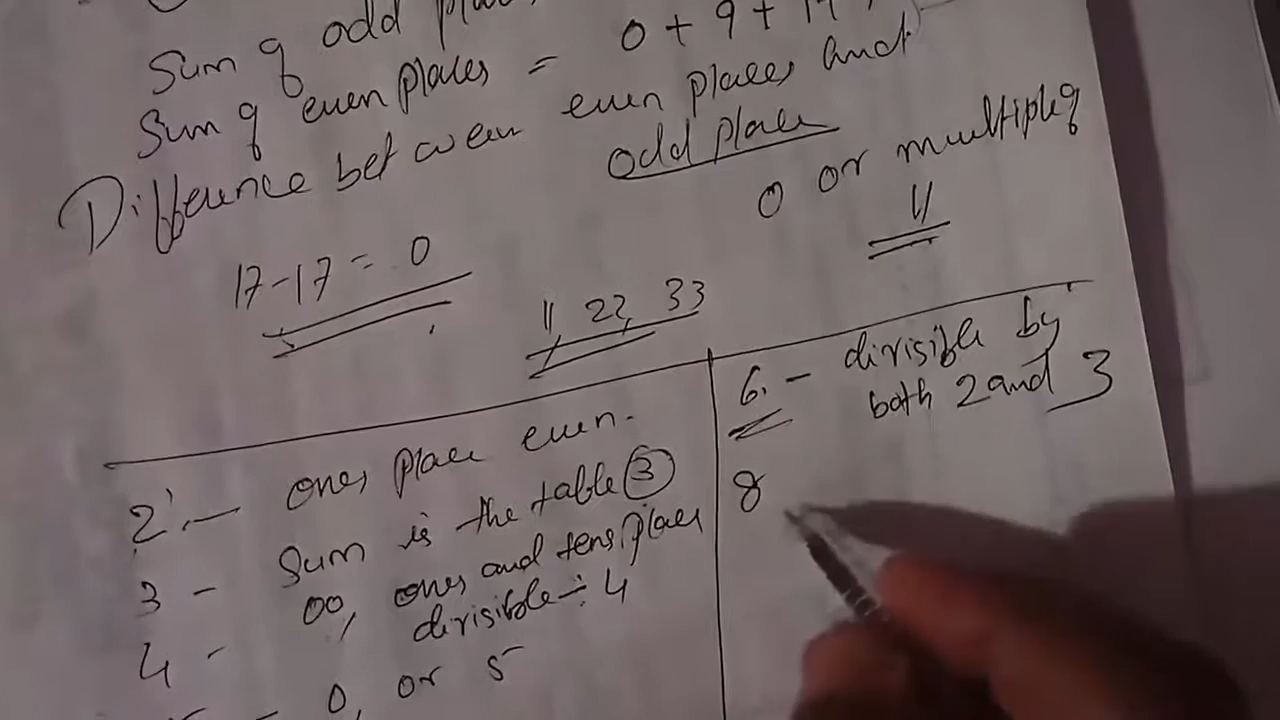 Sum of odd
Sum of even places = 0 + 9 +
Difference between even places and
odd places
0 or multiple of
11
17-17 = 0
11, 22, 33
2 - ones place even.
3 - Sum is the table 3
4 - 00, ones and tens places
divisible ÷ 4
0, or 5
6. - divisible by
both 2 and 3
8